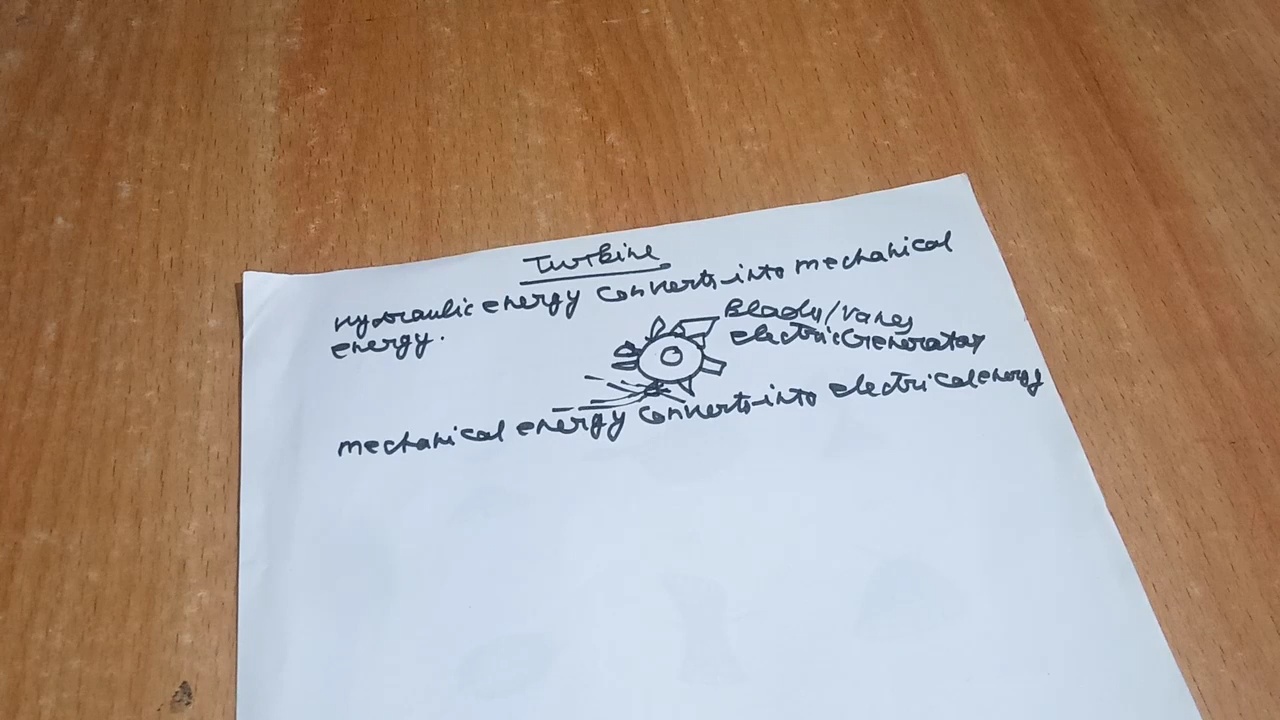 Turbine
Hydraulic energy converts into mechanical
energy.
Blades/Vanes
electric Generator
mechanical energy converts into electrical energy